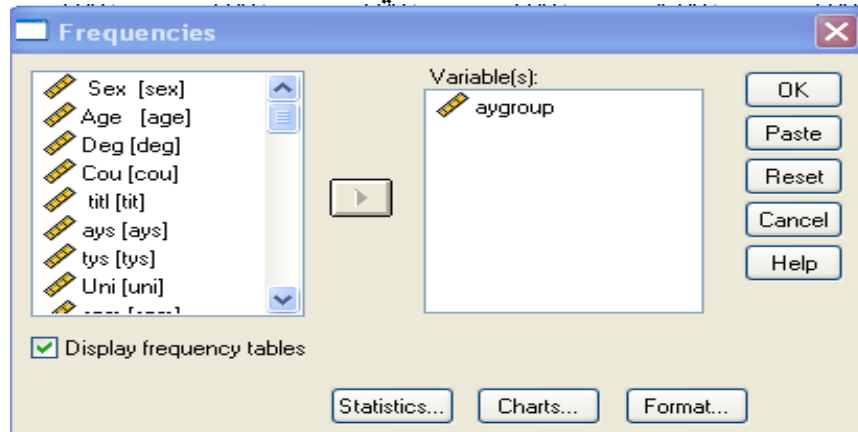 Frequencies
Sex [sex]
Age [age]
Deg [deg]
Cou [cou]
titl [tit]
ays [ays]
tys [tys]
Uni [uni]
Display frequency tables
Variable(s):
aygroup
OK
Paste
Reset
Cancel
Help
Statistics...
Charts...
Format...